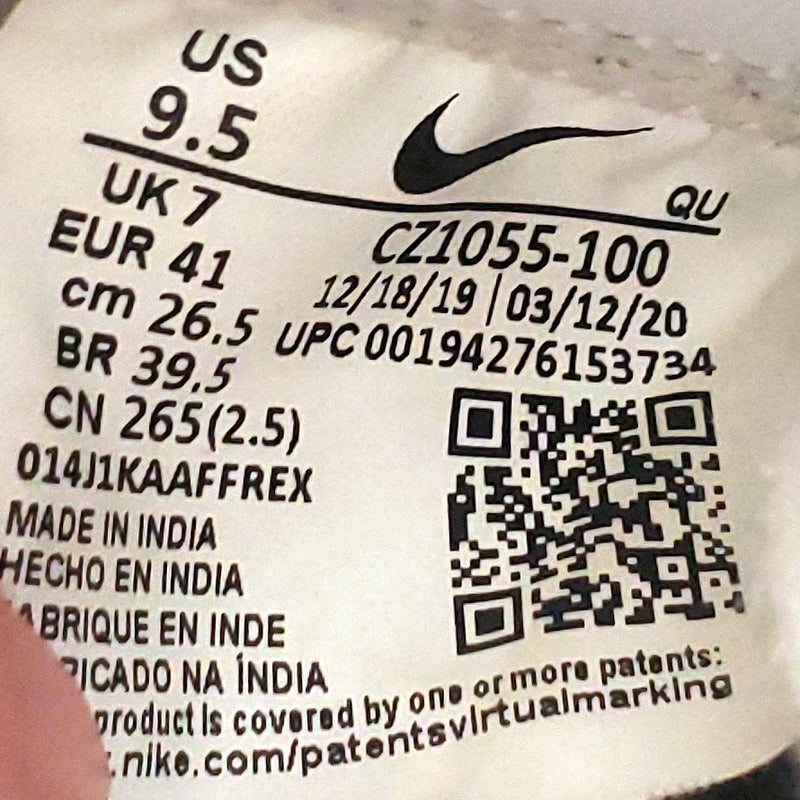 US
9.5
UK 7
EUR 41
cm 26.5
BR 39.5
CN 265(2.5)
014J1KAAFFREX
MADE IN INDIA
HECHO EN INDIA
ABRIQUE EN INDE
ICADO NA ÍNDIA
QU
CZ1055-100
12/18/19 | 03/12/20
UPC 00194276153734
product is covered by one or more patents:
.nike.com/patentsvirtualmarking